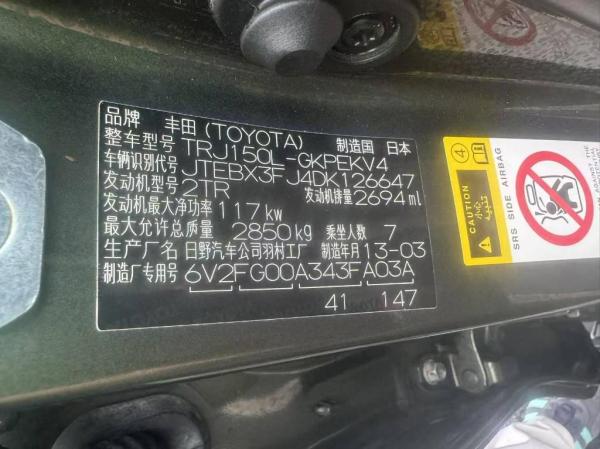 品牌 丰田(TOYOTA) 制造国 日本
整车型号 TRJ150L-GKPEKV4
车辆识别代号 JTEBX3FJ4DK126647
发动机型号 2TR 发动机排量 2694ml
发动机最大净功率 117kw
最大允许总质量 2850kg 乘坐人数 7
生产厂名 日野汽车公司羽村工厂 制造年月 13-03
制造厂专用号 6V2FG00A343FA03A
41 147
4
CAUTION
小心
SRS SIDE AIRBAG